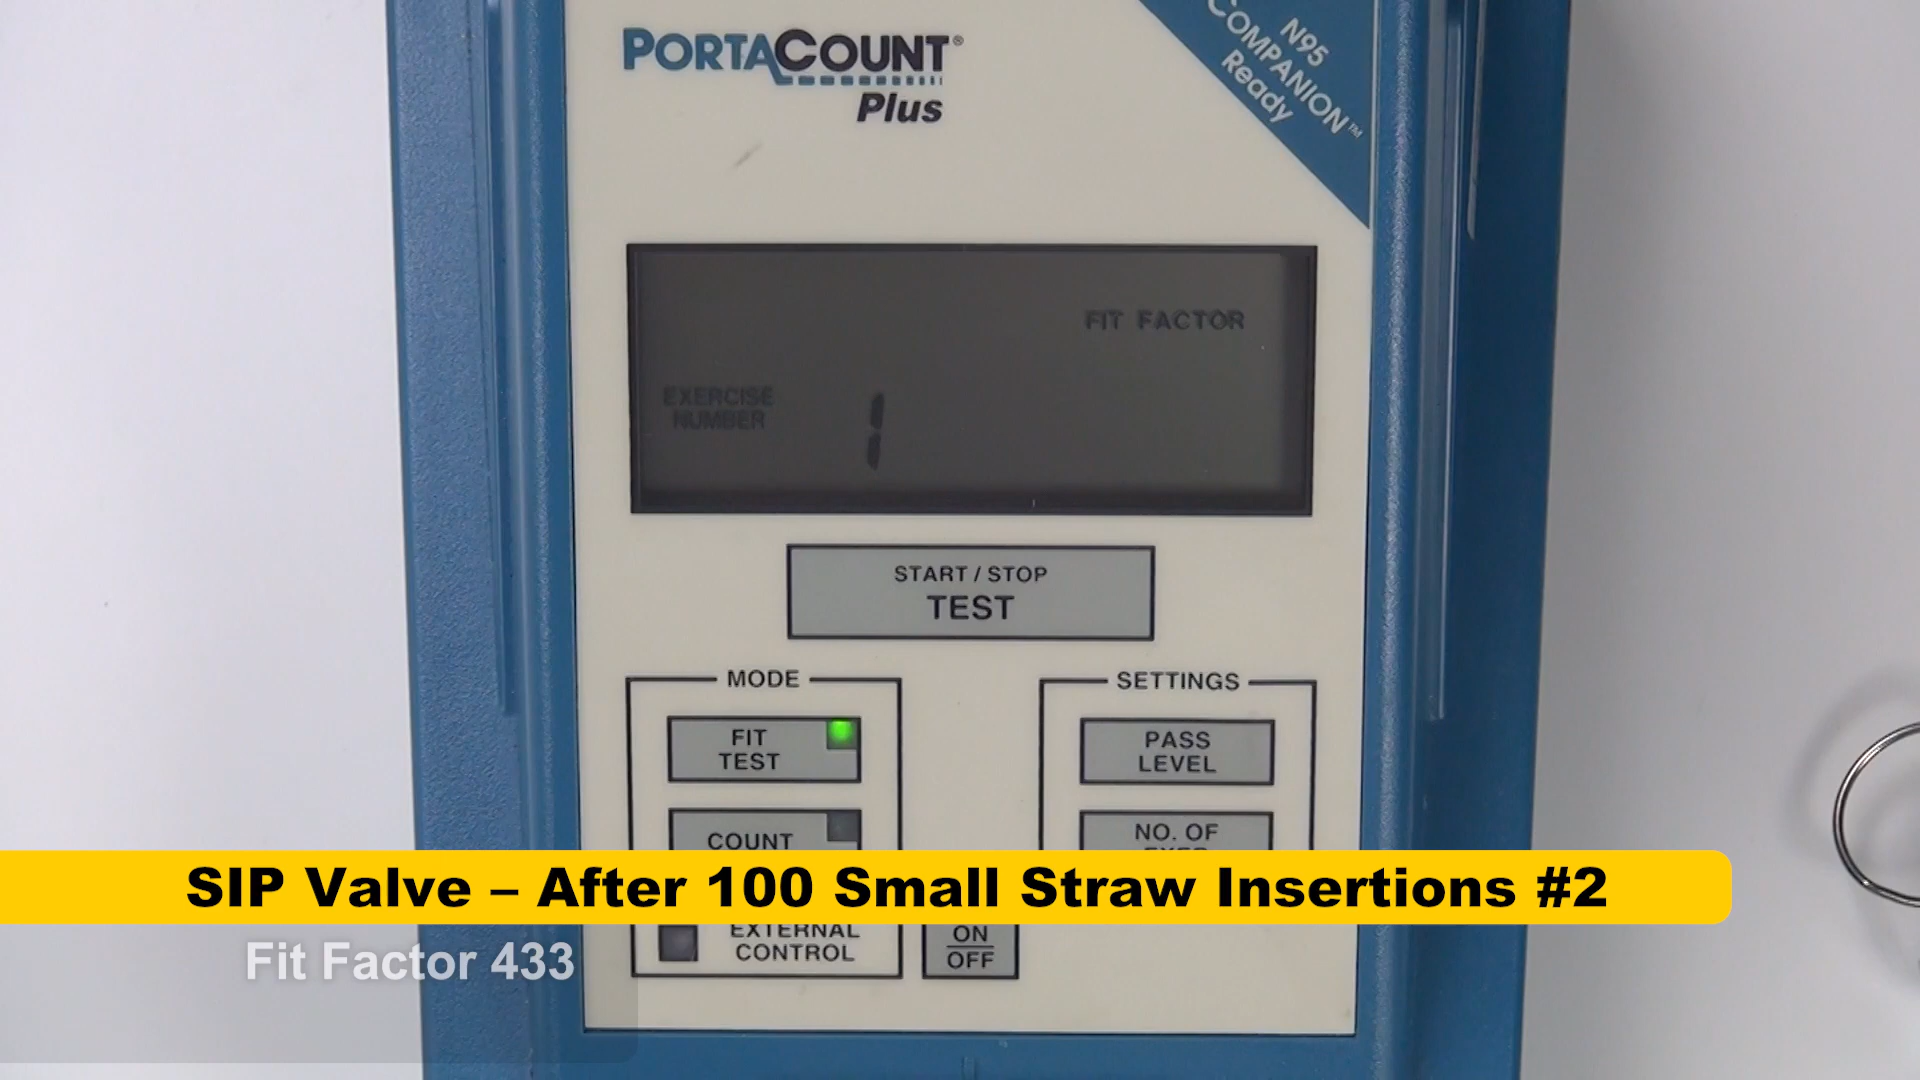 PORTACOUNT®
Plus
N95
COMPANION™
Ready
FIT FACTOR
EXERCISE
NUMBER 1
START / STOP
TEST
MODE
SETTINGS
FIT
TEST
PASS
LEVEL
COUNT
NO. OF
EXER
SIP Valve – After 100 Small Straw Insertions #2
EXTERNAL
CONTROL
ON
OFF
Fit Factor 433